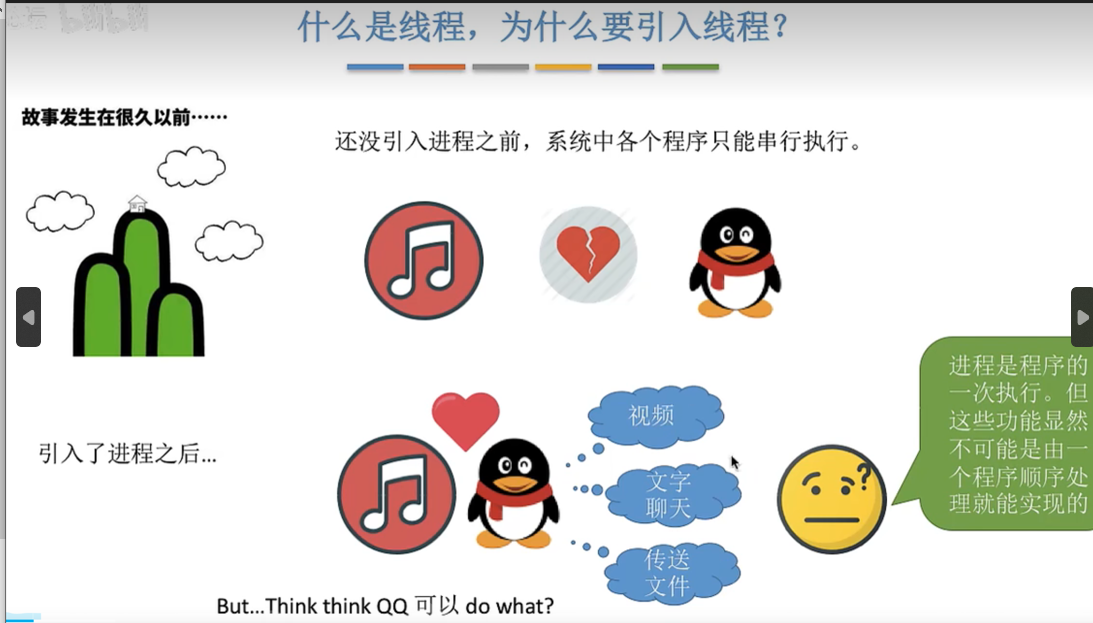 什么是线程，为什么要引入线程？
故事发生在很久以前……
还没引入进程之前，系统中各个程序只能串行执行。
引入了进程之后...
视频
文字
聊天
传送
文件
?
进程是程序的
一次执行。但
这些功能显然
不可能是由一
个程序顺序处
理就能实现的
But...Think think QQ 可以 do what?